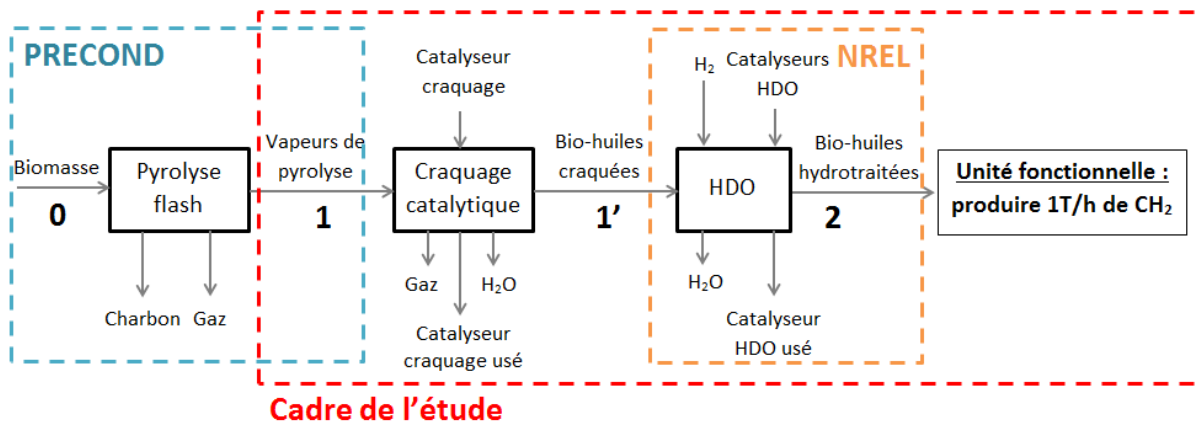 PRECOND
Biomasse
0
Pyrolyse
flash
Charbon
Gaz
Vapeurs de
pyrolyse
1
Catalyseur
craquage
Craquage
catalytique
Gaz
H₂O
Catalyseur
craquage usé
Bio-huiles
craquées
1’
NREL
H₂
Catalyseurs
HDO
HDO
H₂O
Catalyseur
HDO usé
Bio-huiles
hydrotraitées
2
Unité fonctionnelle :
produire 1T/h de CH₂
Cadre de l’étude